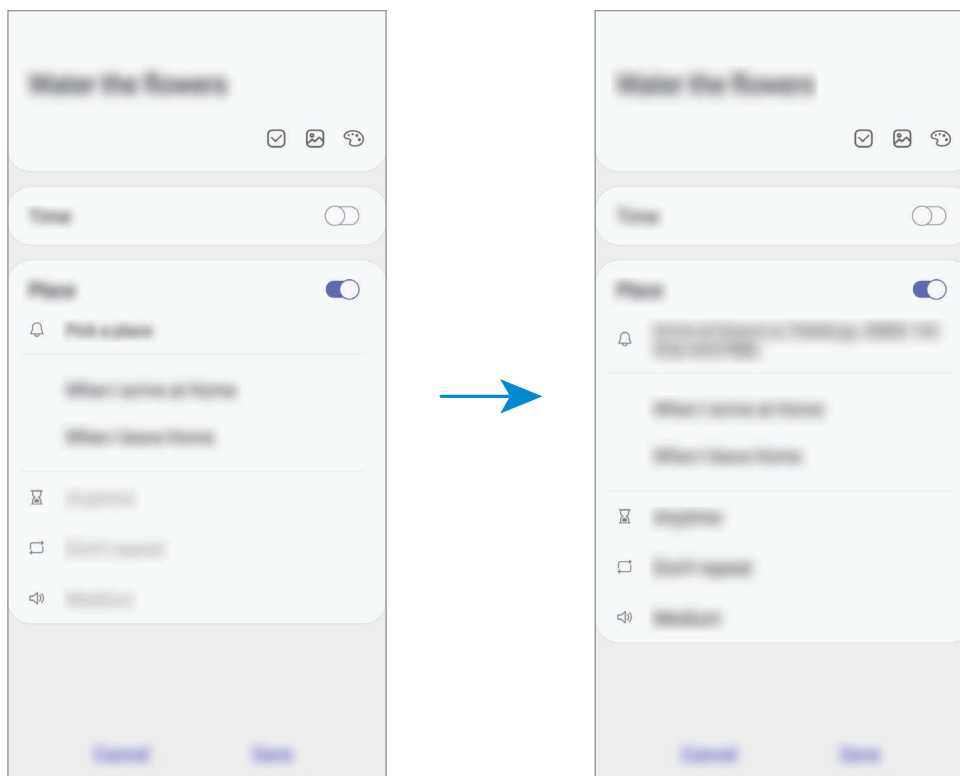 Water the flowers
Time
Place
Pick a place
When I arrive at Home
When I leave Home
Anytime
Don't repeat
Medium
Cancel
Save
Water the flowers
Time
Place
When I arrive at Home
When I leave Home
Anytime
Don't repeat
Medium
Cancel
Save